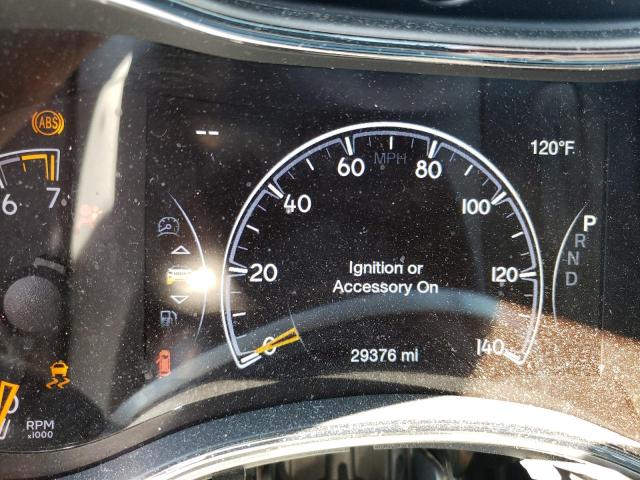 ABS
--
60
MPH
80
120°F
6
7
40
100
P
R
N
D
20
Ignition or
Accessory On
120
0
29376 mi
140
0
RPM
x1000